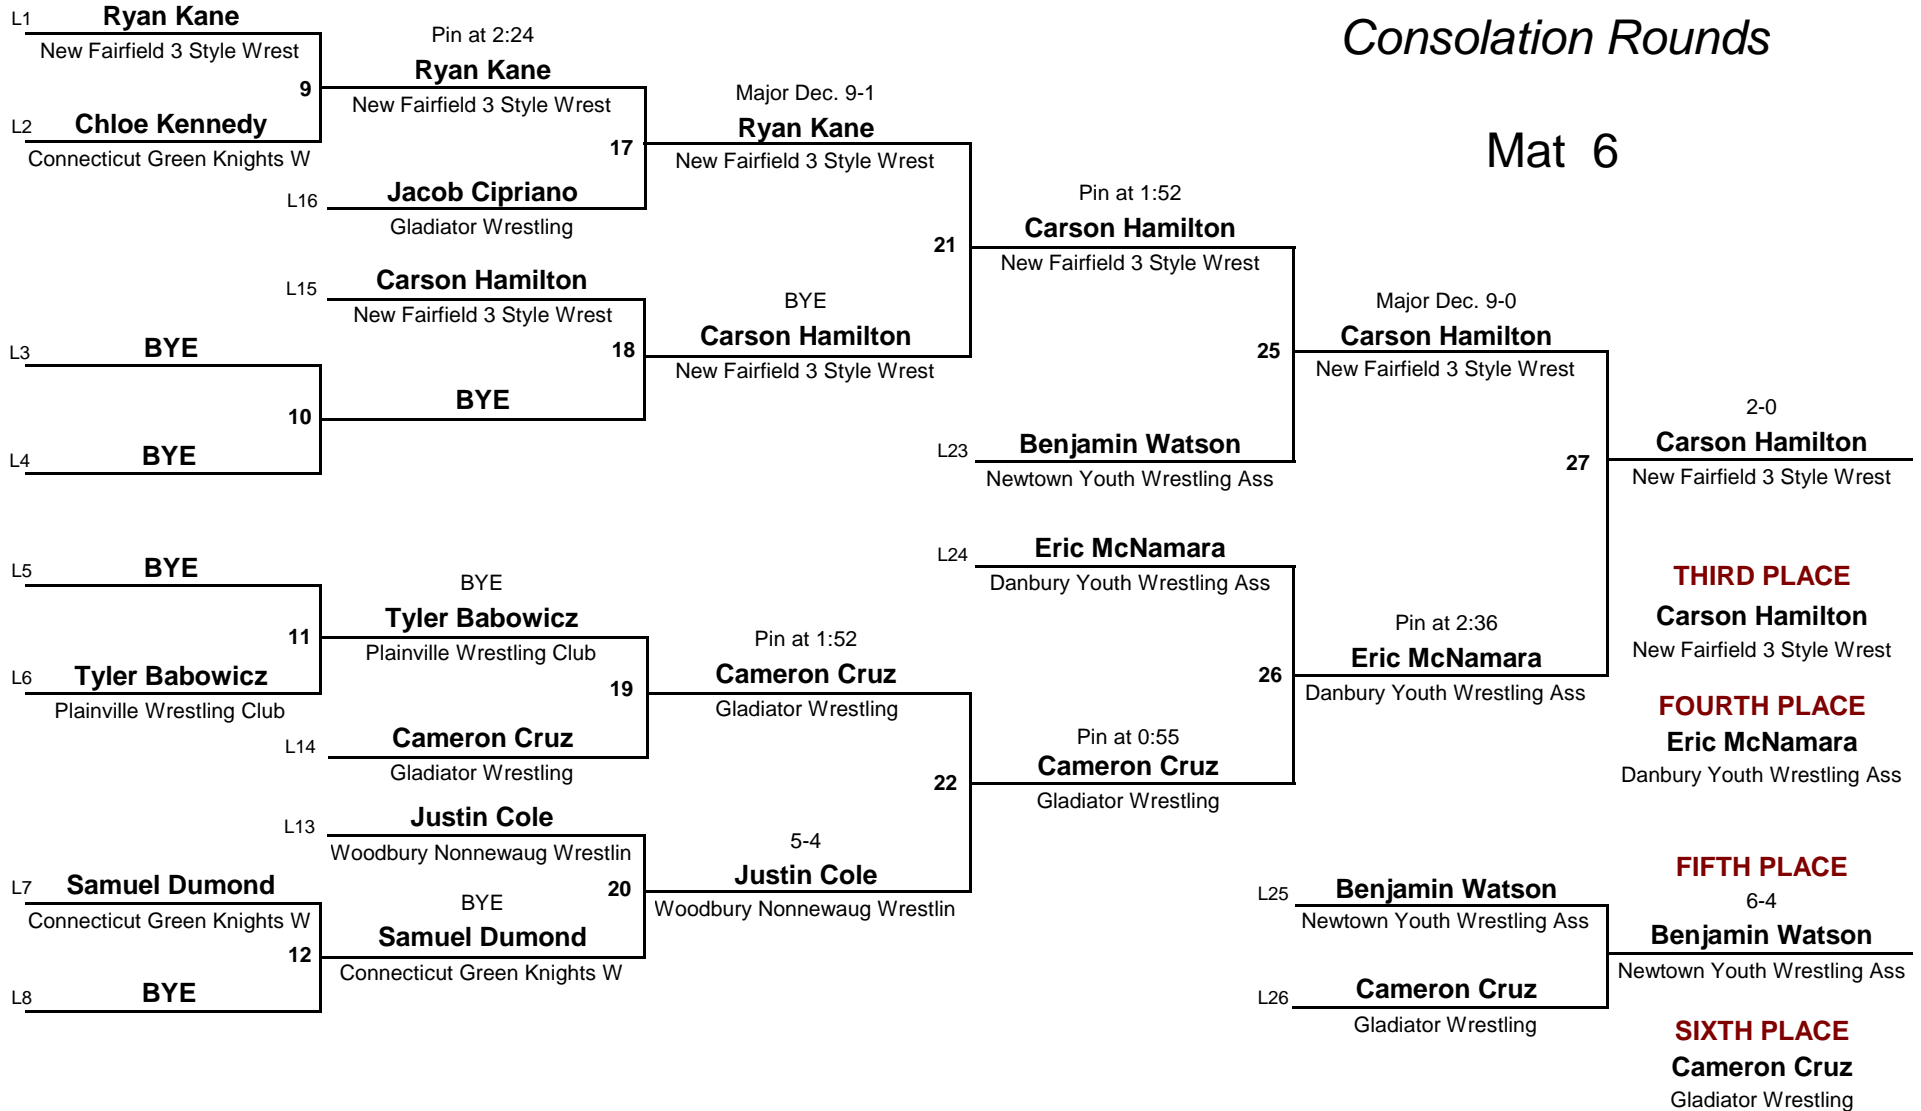 Consolation Rounds
Mat 6
L1
Ryan Kane
New Fairfield 3 Style Wrest
9
L2
Chloe Kennedy
Connecticut Green Knights W
L3
BYE
10
L4
BYE
L5
BYE
11
L6
Tyler Babowicz
Plainville Wrestling Club
L7
Samuel Dumond
Connecticut Green Knights W
12
L8
BYE
Pin at 2:24
Ryan Kane
New Fairfield 3 Style Wrest
17
L16
Jacob Cipriano
Gladiator Wrestling
L15
Carson Hamilton
New Fairfield 3 Style Wrest
18
BYE
BYE
Tyler Babowicz
Plainville Wrestling Club
19
L14
Cameron Cruz
Gladiator Wrestling
L13
Justin Cole
Woodbury Nonnewaug Wrestlin
20
BYE
Samuel Dumond
Connecticut Green Knights W
Major Dec. 9-1
Ryan Kane
New Fairfield 3 Style Wrest
21
BYE
Carson Hamilton
New Fairfield 3 Style Wrest
Pin at 1:52
Cameron Cruz
Gladiator Wrestling
22
5-4
Justin Cole
Woodbury Nonnewaug Wrestlin
Pin at 1:52
Carson Hamilton
New Fairfield 3 Style Wrest
25
L23
Benjamin Watson
Newtown Youth Wrestling Ass
L24
Eric McNamara
Danbury Youth Wrestling Ass
26
Pin at 0:55
Cameron Cruz
Gladiator Wrestling
Major Dec. 9-0
Carson Hamilton
New Fairfield 3 Style Wrest
27
Pin at 2:36
Eric McNamara
Danbury Youth Wrestling Ass
2-0
Carson Hamilton
New Fairfield 3 Style Wrest
THIRD PLACE
Carson Hamilton
New Fairfield 3 Style Wrest
FOURTH PLACE
Eric McNamara
Danbury Youth Wrestling Ass
L25
Benjamin Watson
Newtown Youth Wrestling Ass
L26
Cameron Cruz
Gladiator Wrestling
FIFTH PLACE
6-4
Benjamin Watson
Newtown Youth Wrestling Ass
SIXTH PLACE
Cameron Cruz
Gladiator Wrestling